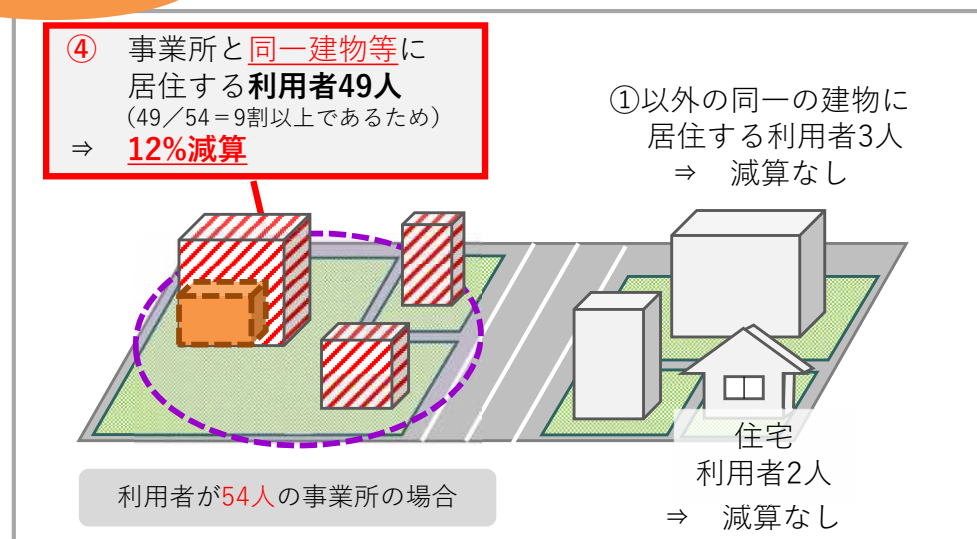 ④ 事業所と同一建物等に
居住する利用者49人
(49／54＝9割以上であるため)
⇒ 12%減算
①以外の同一の建物に
居住する利用者3人
⇒ 減算なし
住宅
利用者2人
⇒ 減算なし
利用者が54人の事業所の場合